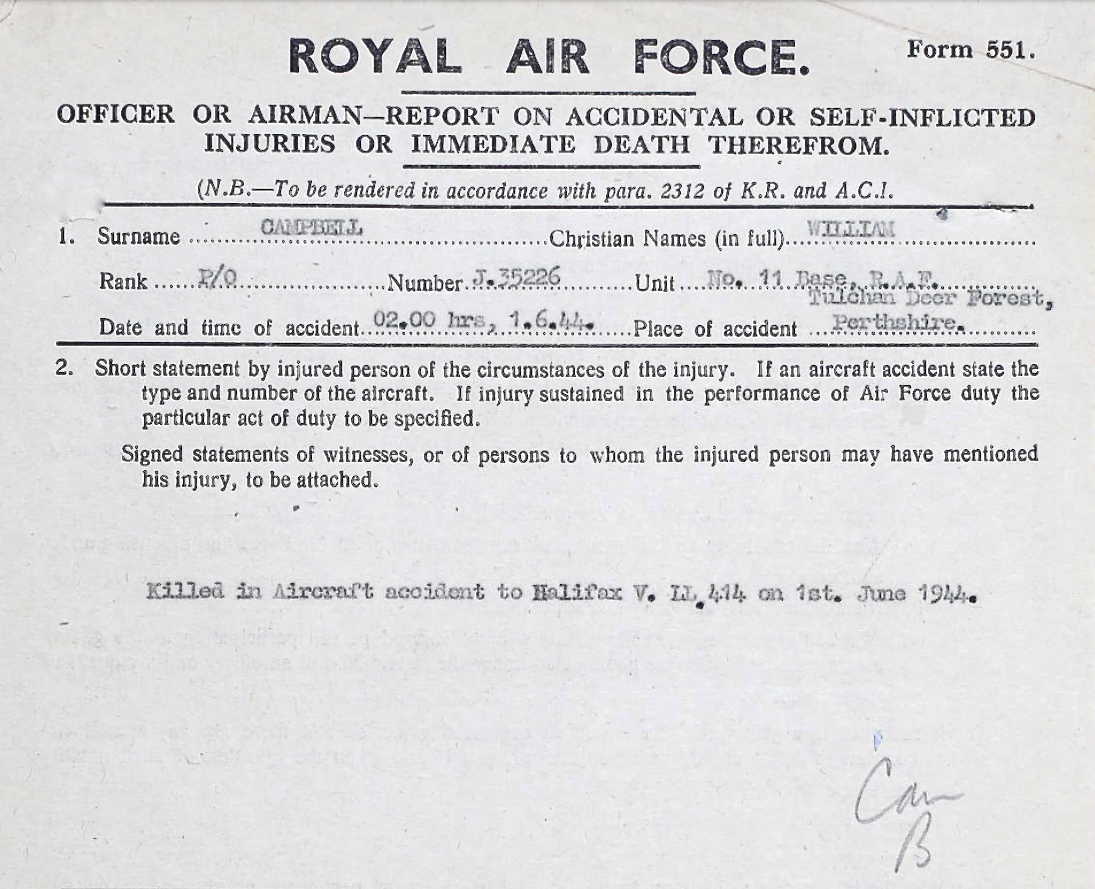 ROYAL AIR FORCE. Form 551.
OFFICER OR AIRMAN—REPORT ON ACCIDENTAL OR SELF-INFLICTED
INJURIES OR IMMEDIATE DEATH THEREFROM.
(N.B.—To be rendered in accordance with para. 2312 of K.R. and A.C.I.
1. Surname CAMPBELL Christian Names (in full) WILLIAM
Rank P/O Number J.35226 Unit No. 11 Base, R.A.F.
Tulchan Deer Forest,
Date and time of accident 02.00 hrs, 1.6.44. Place of accident Perthshire.
2. Short statement by injured person of the circumstances of the injury. If an aircraft accident state the
type and number of the aircraft. If injury sustained in the performance of Air Force duty the
particular act of duty to be specified.
Signed statements of witnesses, or of persons to whom the injured person may have mentioned
his injury, to be attached.
Killed in Aircraft accident to Halifax V. LL.414 on 1st. June 1944.
Can
B